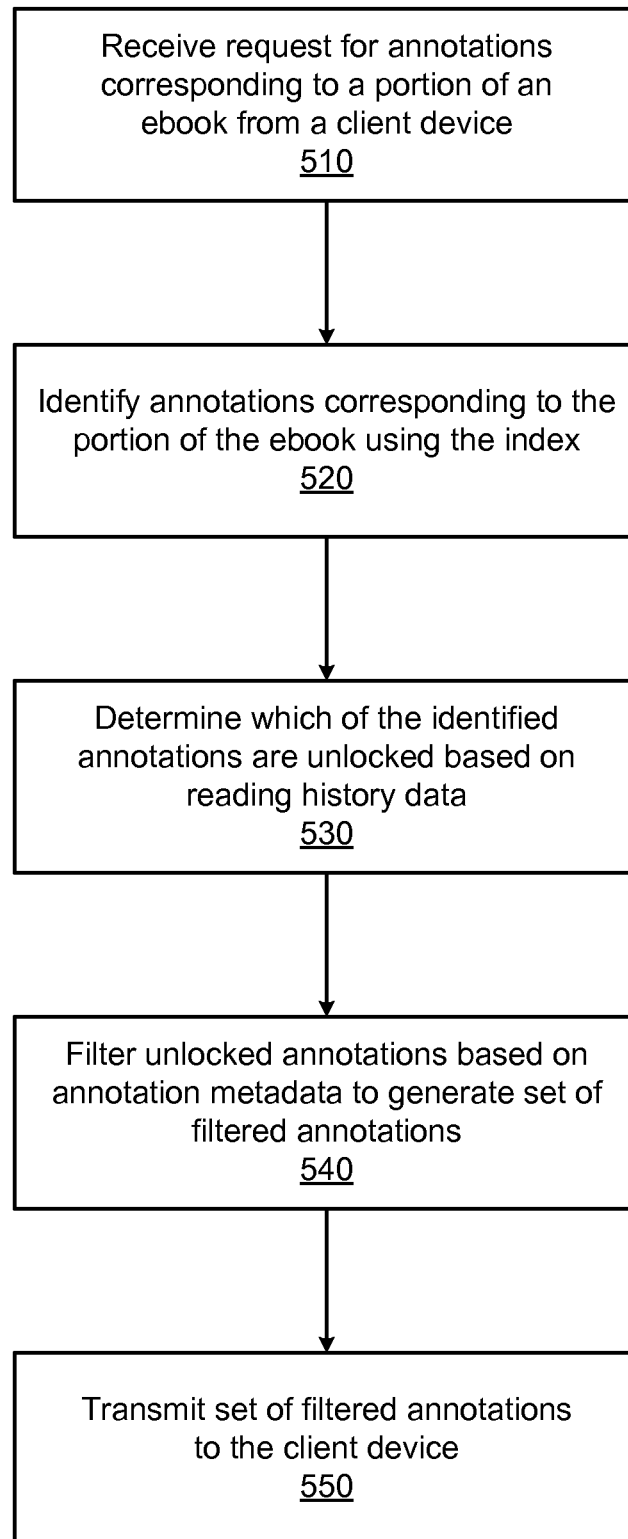 Receive request for annotations
corresponding to a portion of an
ebook from a client device
510
Identify annotations corresponding to the
portion of the ebook using the index
520
Determine which of the identified
annotations are unlocked based on
reading history data
530
Filter unlocked annotations based on
annotation metadata to generate set of
filtered annotations
540
Transmit set of filtered annotations
to the client device
550